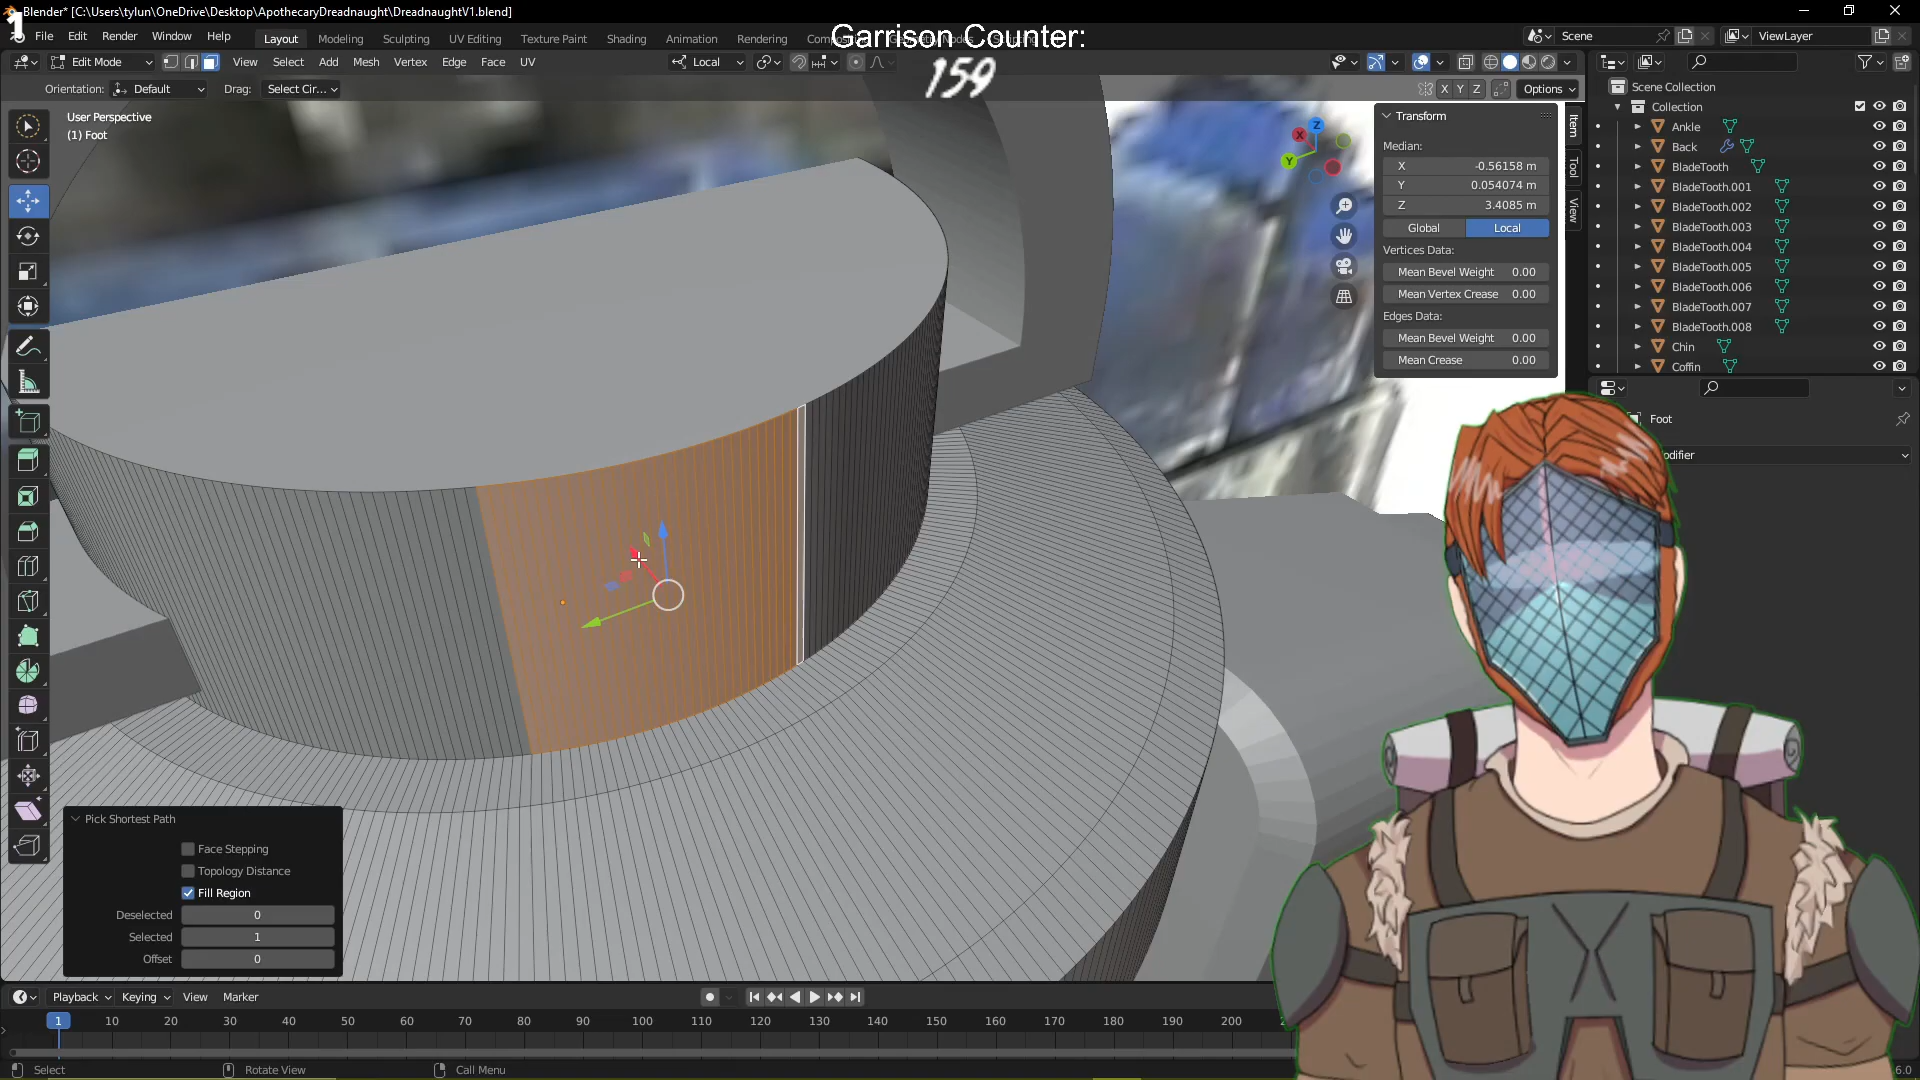 1
Blender* [C:\Users\tylun\OneDrive\Desktop\ApothecaryDreadnaught\DreadnaughtV1.blend]
File Edit Render Window Help Layout Modeling Sculpting UV Editing Texture Paint Shading Animation Rendering
Garrison Counter:
159
Scene ViewLayer
Edit Mode View Select Add Mesh Vertex Edge Face UV Local
Orientation: Default Drag: Select Cir... X Y Z Options
User Perspective
(1) Foot
Z
X
Y
Transform
Median:
X -0.56158 m
Y 0.054074 m
Z 3.4085 m
Global Local
Vertices Data:
Mean Bevel Weight 0.00
Mean Vertex Crease 0.00
Edges Data:
Mean Bevel Weight 0.00
Mean Crease 0.00
Item
Tool
View
Scene Collection
Collection
Ankle
Back
BladeTooth
BladeTooth.001
BladeTooth.002
BladeTooth.003
BladeTooth.004
BladeTooth.005
BladeTooth.006
BladeTooth.007
BladeTooth.008
Chin
Coffin
Foot
odifier
Pick Shortest Path
Face Stepping
Topology Distance
Fill Region
Deselected 0
Selected 1
Offset 0
Playback Keying View Marker
1 10 20 30 40 50 60 70 80 90 100 110 120 130 140 150 160 170 180 190 200
Select Rotate View Call Menu
6.0